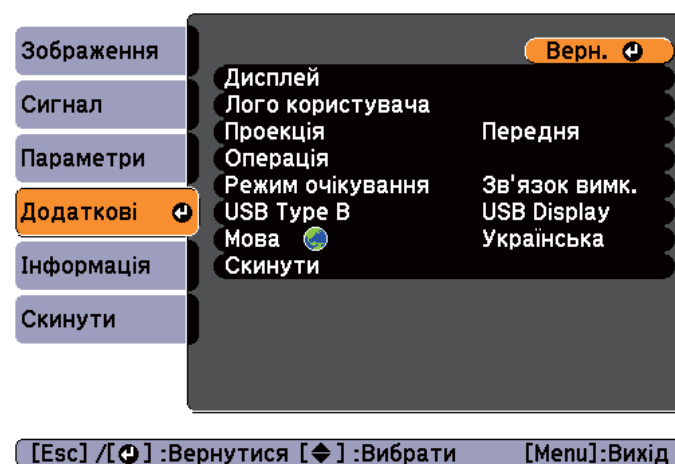 Зображення
Сигнал
Параметри
Додаткові
Інформація
Скинути
Верн.
Дисплей
Лого користувача
Проекція Передня
Операція
Режим очікування Зв'язок вимк.
USB Type B USB Display
Мова Українська
Скинути
[Esc] /[ ] :Вернутися [ ] :Вибрати [Menu]:Вихід